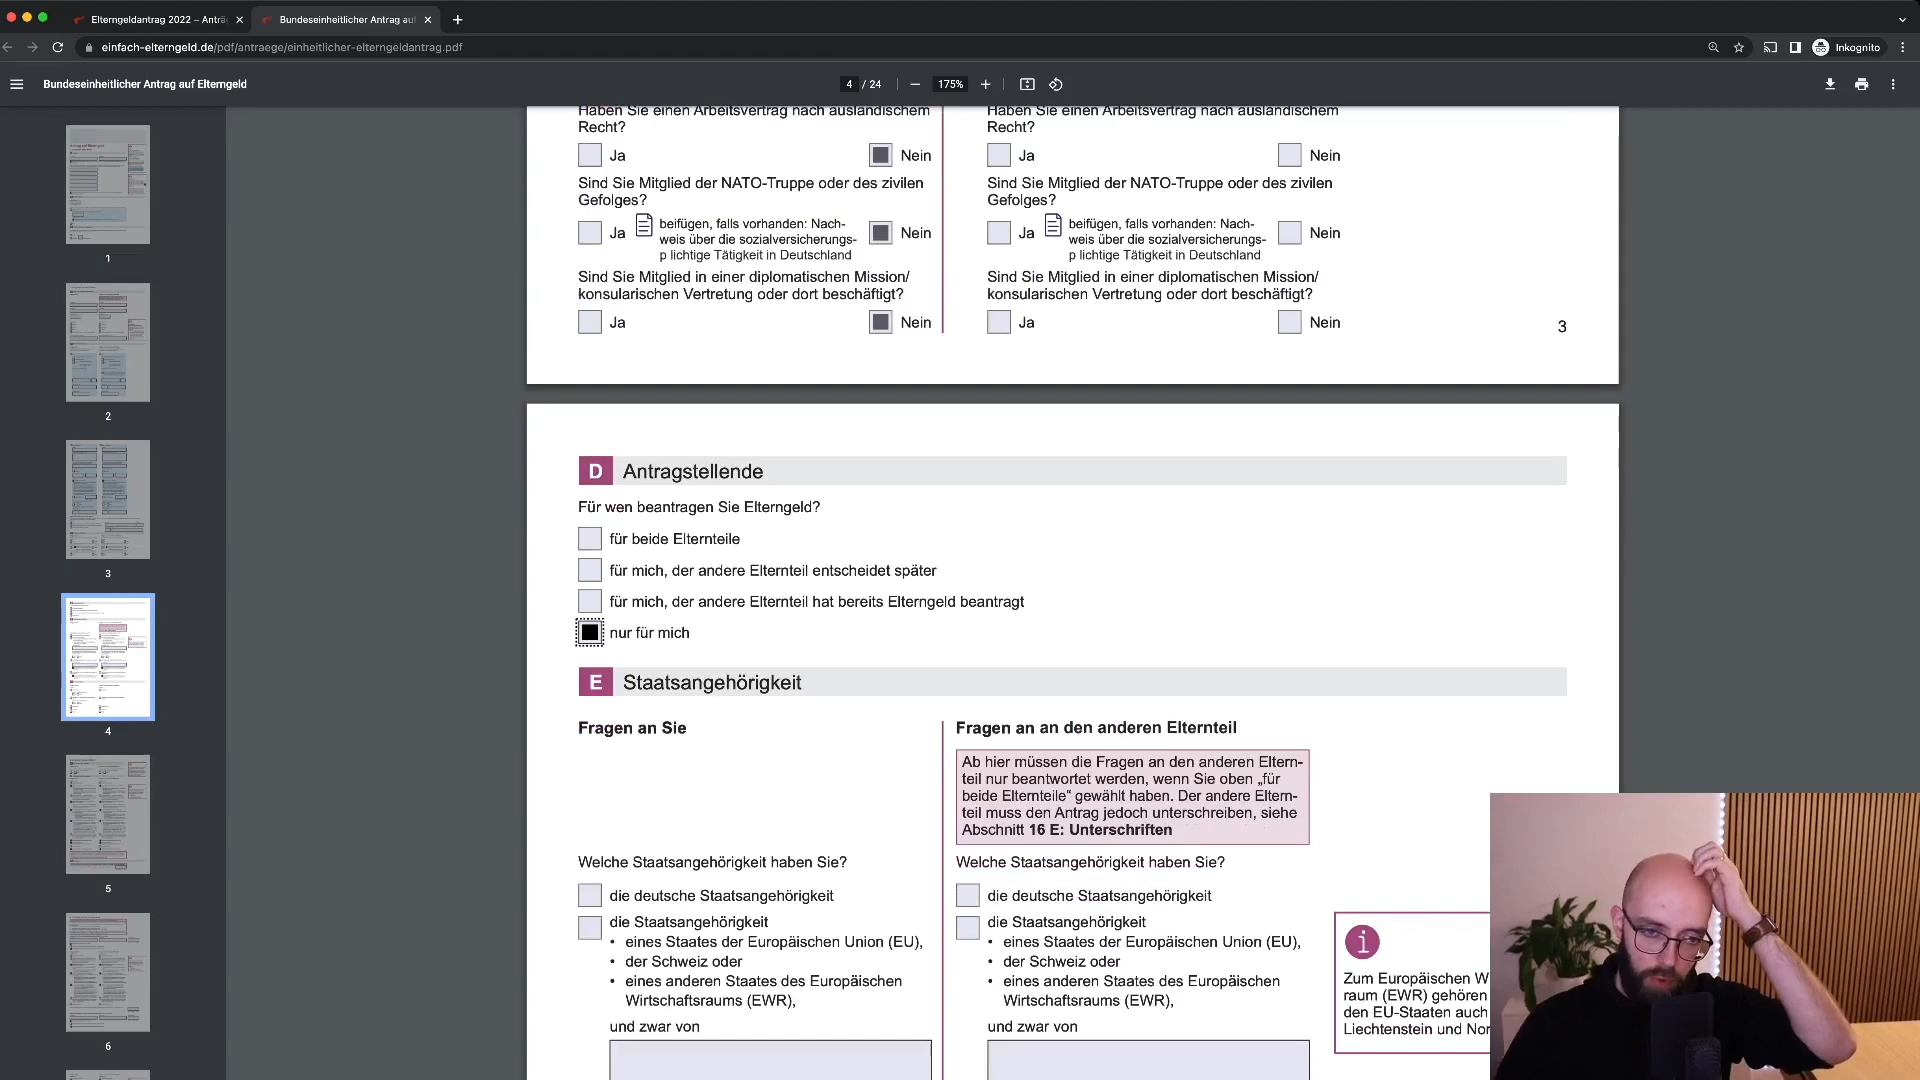 Elterngeldantrag 2022 – Anträg
Bundeseinheitlicher Antrag auf
einfach-elterngeld.de/pdf/antraege/einheitlicher-elterngeldantrag.pdf
Inkognito
Bundeseinheitlicher Antrag auf Elterngeld
4 / 24
175%
Haben Sie einen Arbeitsvertrag nach ausländischem
Recht?
Ja
Nein
Sind Sie Mitglied der NATO-Truppe oder des zivilen
Gefolges?
Ja
beifügen, falls vorhanden: Nach-
weis über die sozialversicherungs-
p lichtige Tätigkeit in Deutschland
Nein
Sind Sie Mitglied in einer diplomatischen Mission/
konsularischen Vertretung oder dort beschäftigt?
Ja
Nein
Haben Sie einen Arbeitsvertrag nach ausländischem
Recht?
Ja
Nein
Sind Sie Mitglied der NATO-Truppe oder des zivilen
Gefolges?
Ja
beifügen, falls vorhanden: Nach-
weis über die sozialversicherungs-
p lichtige Tätigkeit in Deutschland
Nein
Sind Sie Mitglied in einer diplomatischen Mission/
konsularischen Vertretung oder dort beschäftigt?
Ja
Nein
3
D Antragstellende
Für wen beantragen Sie Elterngeld?
für beide Elternteile
für mich, der andere Elternteil entscheidet später
für mich, der andere Elternteil hat bereits Elterngeld beantragt
nur für mich
E Staatsangehörigkeit
Fragen an Sie
Welche Staatsangehörigkeit haben Sie?
die deutsche Staatsangehörigkeit
die Staatsangehörigkeit
• eines Staates der Europäischen Union (EU),
• der Schweiz oder
• eines anderen Staates des Europäischen
Wirtschaftsraums (EWR),
und zwar von
Fragen an an den anderen Elternteil
Ab hier müssen die Fragen an den anderen Eltern-
teil nur beantwortet werden, wenn Sie oben „für
beide Elternteile“ gewählt haben. Der andere Eltern-
teil muss den Antrag jedoch unterschreiben, siehe
Abschnitt 16 E: Unterschriften
Welche Staatsangehörigkeit haben Sie?
die deutsche Staatsangehörigkeit
die Staatsangehörigkeit
• eines Staates der Europäischen Union (EU),
• der Schweiz oder
• eines anderen Staates des Europäischen
Wirtschaftsraums (EWR),
und zwar von
i
Zum Europäischen W
raum (EWR) gehören
den EU-Staaten auch
Liechtenstein und Nor
1
2
3
4
5
6